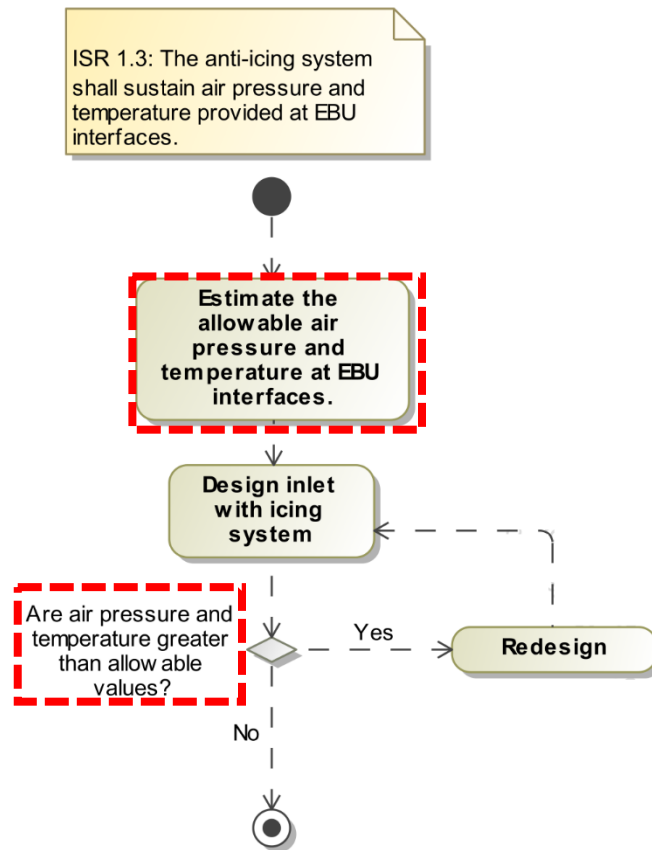 ISR 1.3: The anti-icing system
shall sustain air pressure and
temperature provided at EBU
interfaces.
Estimate the
allowable air
pressure and
temperature at EBU
interfaces.
Design inlet
with icing
system
Are air pressure and
temperature greater
than allowable
values?
Yes
Redesign
No